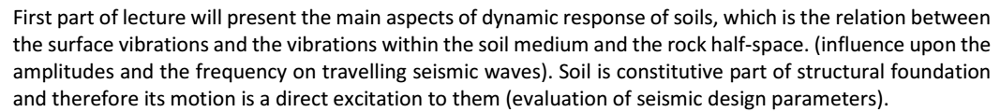 First part of lecture will present the main aspects of dynamic response of soils, which is the relation between
the surface vibrations and the vibrations within the soil medium and the rock half-space. (influence upon the
amplitudes and the frequency on travelling seismic waves). Soil is constitutive part of structural foundation
and therefore its motion is a direct excitation to them (evaluation of seismic design parameters).